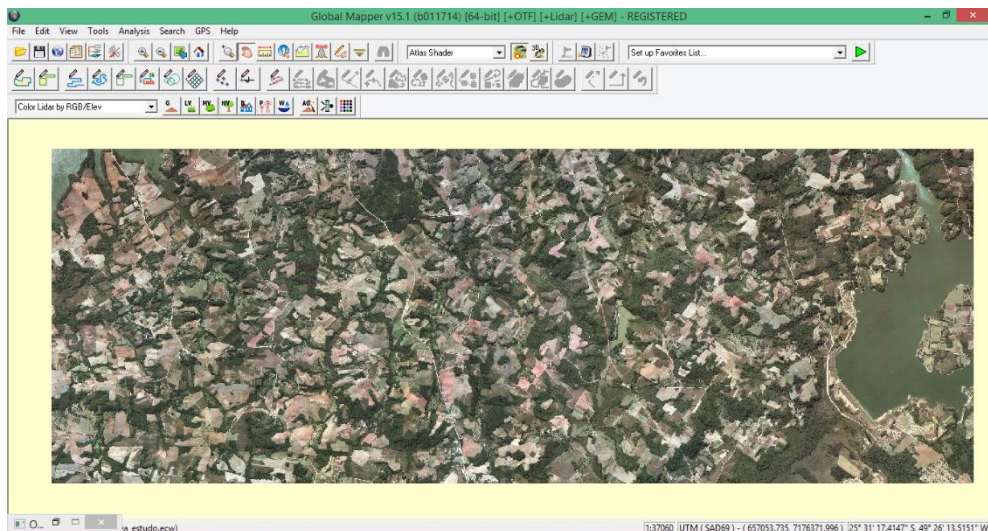 Global Mapper v15.1 (b011714) [64-bit] [+OTF] [+Lidar] [+GEM] - REGISTERED
File Edit View Tools Analysis Search GPS Help
Atlas Shader
Set up Favorites List...
Color Lidar by RGB/Elev
O...
estudo.ecw)
1:37060 UTM ( SAD69 ) - ( 657053.735, 7176371.996 ) 25° 31' 17.4147" S, 49° 26' 13.5151" W